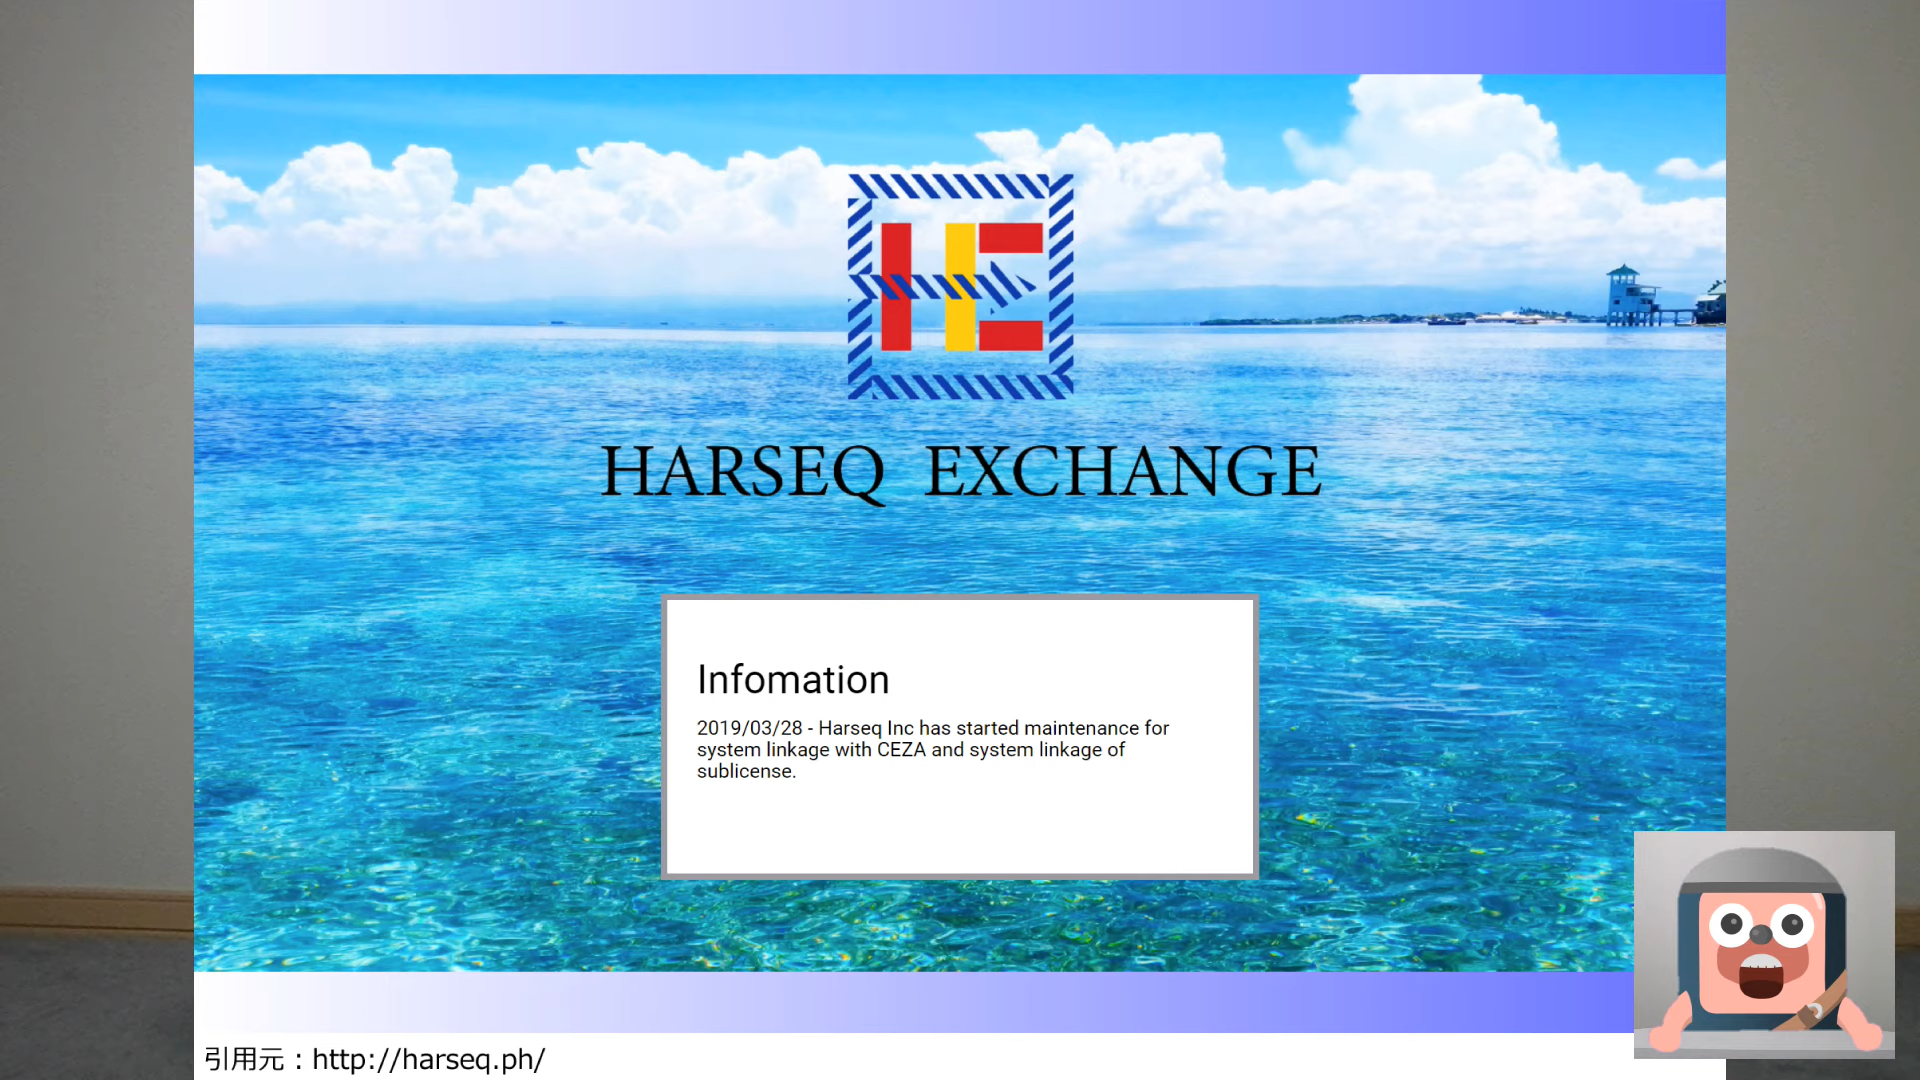 HARSEQ EXCHANGE
Infomation
2019/03/28 - Harseq Inc has started maintenance for
system linkage with CEZA and system linkage of
sublicense.
引用元：http://harseq.ph/